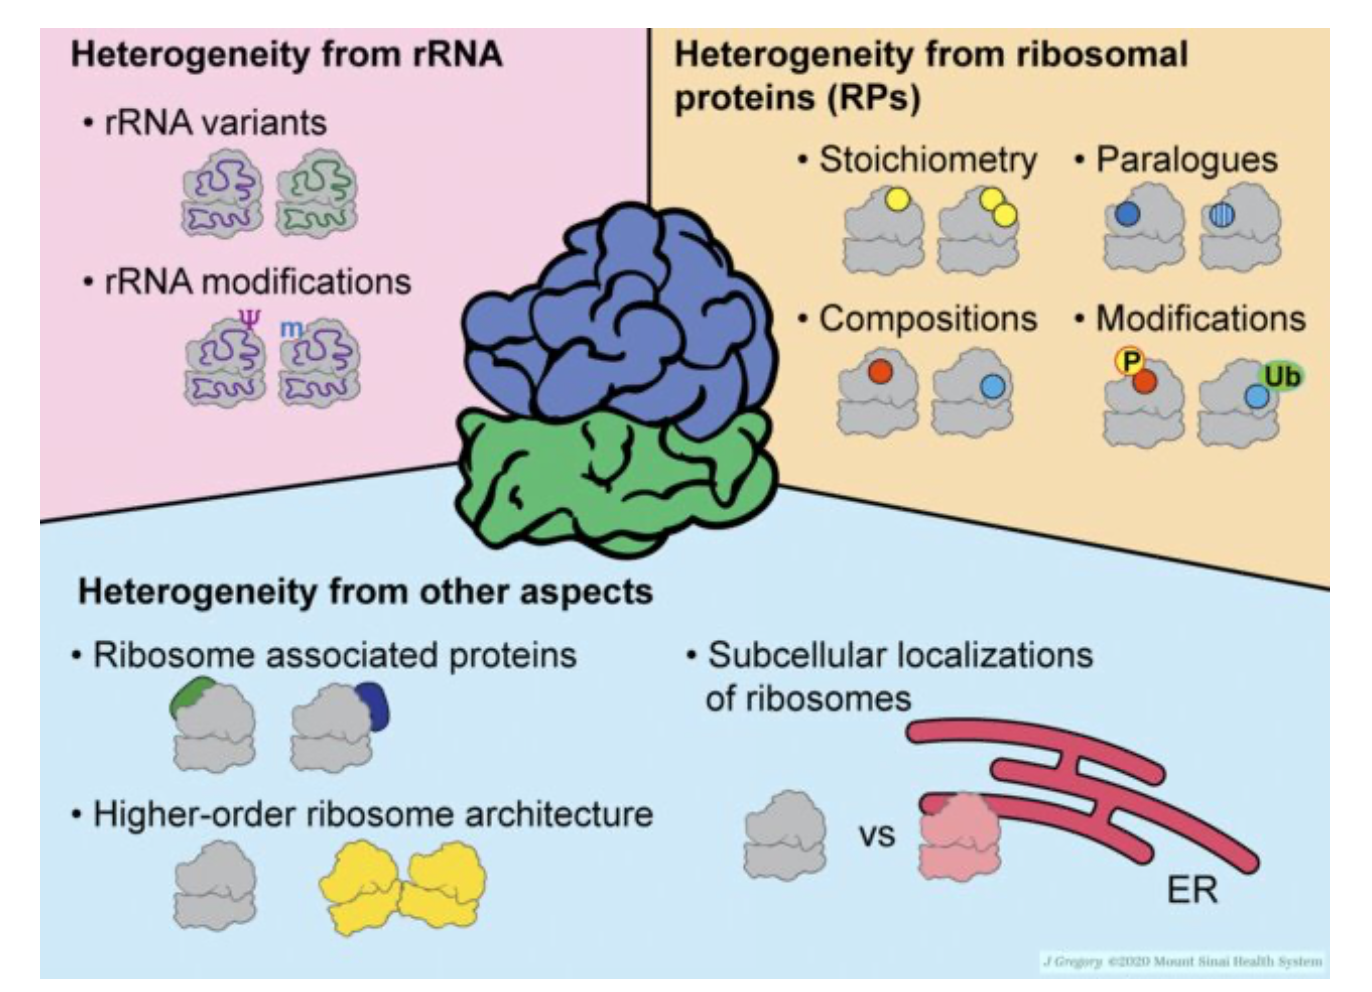 Heterogeneity from rRNA
• rRNA variants
• rRNA modifications
Ψ
m
Heterogeneity from ribosomal
proteins (RPs)
• Stoichiometry
• Paralogues
• Compositions
• Modifications
P
Ub
Heterogeneity from other aspects
• Ribosome associated proteins
• Higher-order ribosome architecture
• Subcellular localizations
of ribosomes
vs
ER
J Gregory ©2020 Mount Sinai Health System